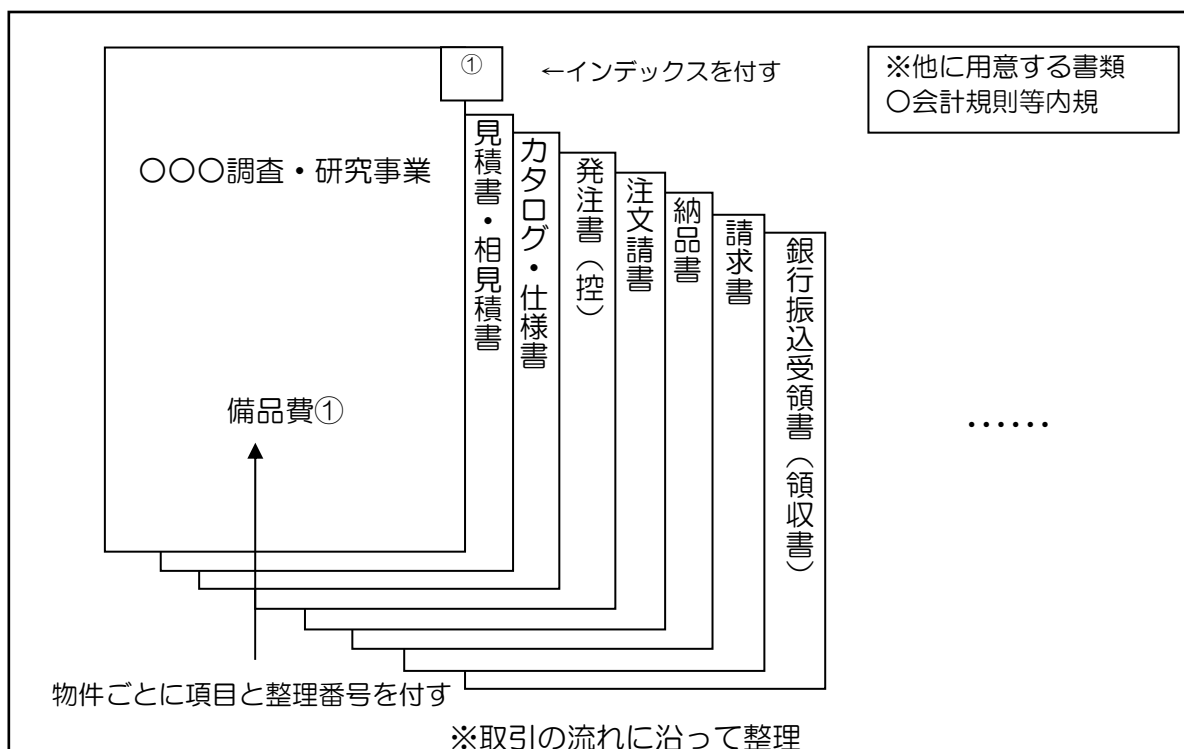 ①
←インデックスを付す
※他に用意する書類
〇会計規則等内規
〇〇〇調査・研究事業
見積書・相見積書
カタログ・仕様書
発注書（控）
注文請書
納品書
請求書
銀行振込受領書（領収書）
備品費①
・・・・・・
物件ごとに項目と整理番号を付す
※取引の流れに沿って整理